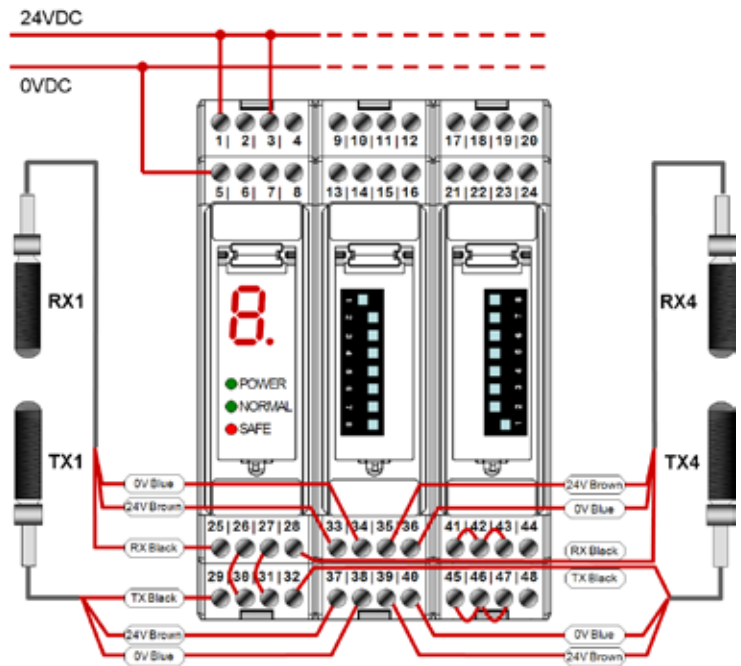 24VDC
0VDC
1| 2| 3| 4
9|10|11|12
17|18|19|20
5| 6| 7| 8
13|14|15|16
21|22|23|24
RX1
RX4
8.
POWER
NORMAL
SAFE
TX1
TX4
0V Blue
24V Brown
24V Brown
0V Blue
25|26|27|28
33|34|35|36
41|42|43|44
RX Black
RX Black
29|30|31|32
37|38|39|40
45|46|47|48
TX Black
TX Black
24V Brown
0V Blue
0V Blue
24V Brown